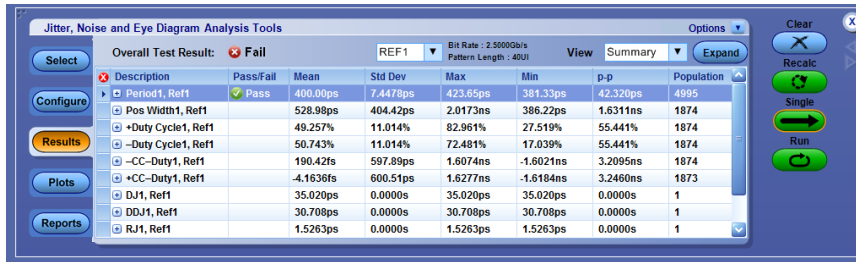 Jitter, Noise and Eye Diagram Analysis Tools Options Clear X
Select Overall Test Result: Fail REF1 Bit Rate : 2.5000Gb/s Pattern Length : 40UI View Summary Expand
Recalc
Description Pass/Fail Mean Std Dev Max Min p-p Population
Period1, Ref1 Pass 400.00ps 7.4478ps 423.65ps 381.33ps 42.320ps 4995
Configure Single
Pos Width1, Ref1 528.98ps 404.42ps 2.0173ns 386.22ps 1.6311ns 1874
+Duty Cycle1, Ref1 49.257% 11.014% 82.961% 27.519% 55.441% 1874
Results Run
–Duty Cycle1, Ref1 50.743% 11.014% 72.481% 17.039% 55.441% 1874
–CC–Duty1, Ref1 190.42fs 597.89ps 1.6074ns -1.6021ns 3.2095ns 1874
Plots
+CC–Duty1, Ref1 -4.1636fs 600.51ps 1.6277ns -1.6184ns 3.2460ns 1873
DJ1, Ref1 35.020ps 0.0000s 35.020ps 35.020ps 0.0000s 1
DDJ1, Ref1 30.708ps 0.0000s 30.708ps 30.708ps 0.0000s 1
Reports
RJ1, Ref1 1.5263ps 0.0000s 1.5263ps 1.5263ps 0.0000s 1